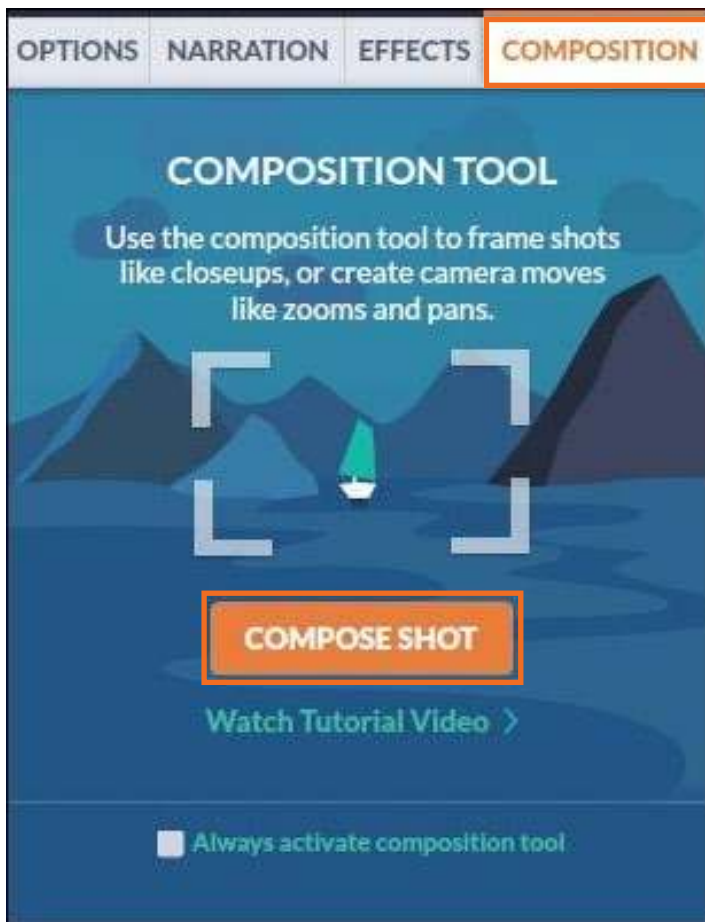 OPTIONS NARRATION EFFECTS COMPOSITION
COMPOSITION TOOL
Use the composition tool to frame shots
like closeups, or create camera moves
like zooms and pans.
COMPOSE SHOT
Watch Tutorial Video >
Always activate composition tool